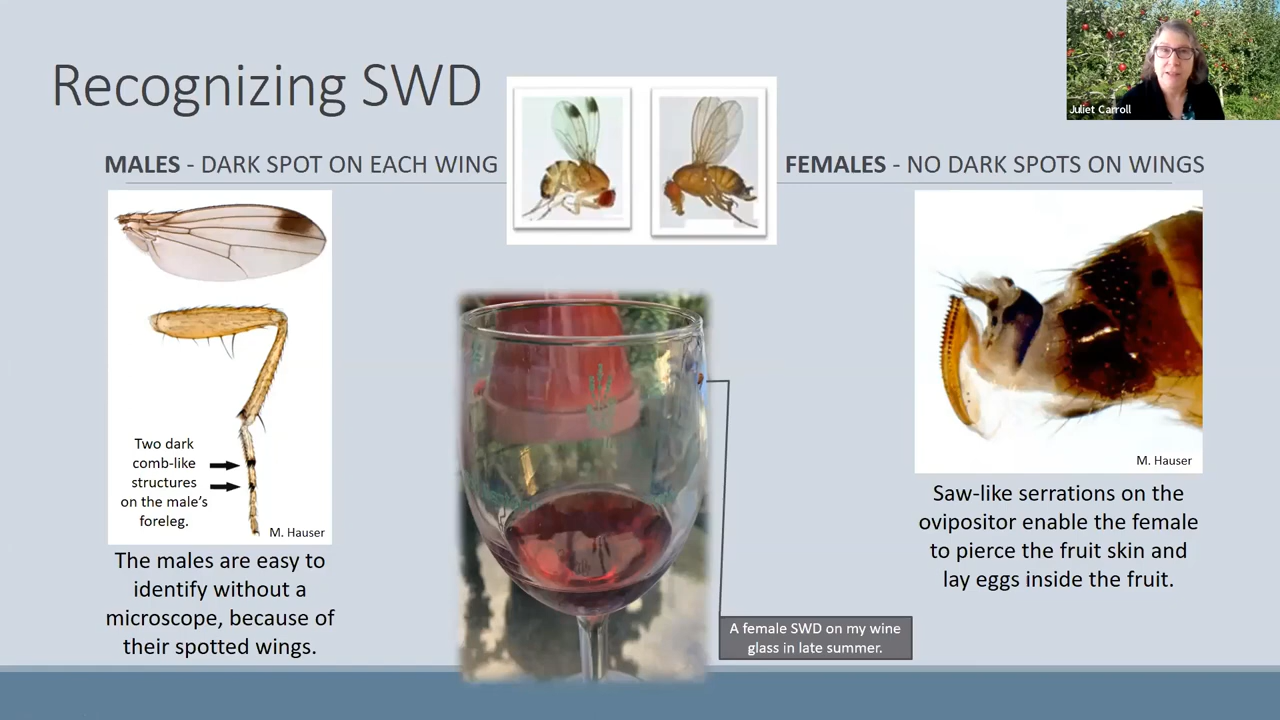 Recognizing SWD
Juliet Carroll
MALES - DARK SPOT ON EACH WING
FEMALES - NO DARK SPOTS ON WINGS
Two dark
comb-like
structures
on the male's
foreleg.
M. Hauser
The males are easy to
identify without a
microscope, because of
their spotted wings.
A female SWD on my wine
glass in late summer.
M. Hauser
Saw-like serrations on the
ovipositor enable the female
to pierce the fruit skin and
lay eggs inside the fruit.